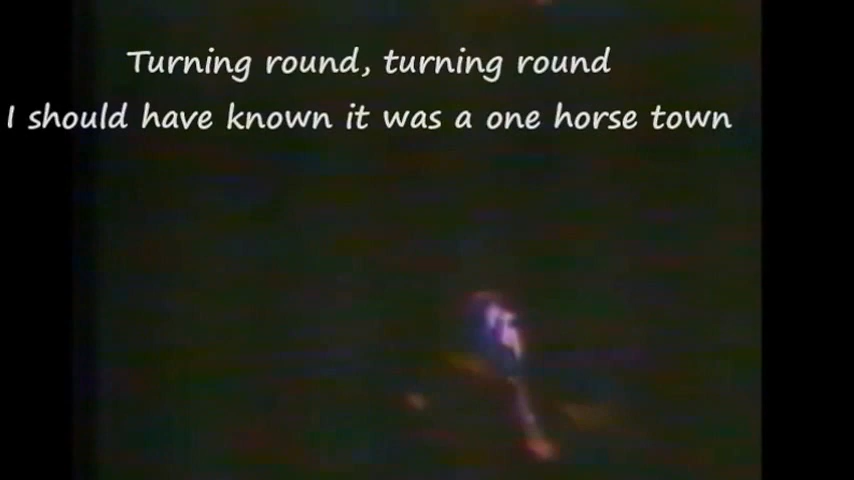 Turning round, turning round
I should have known it was a one horse town